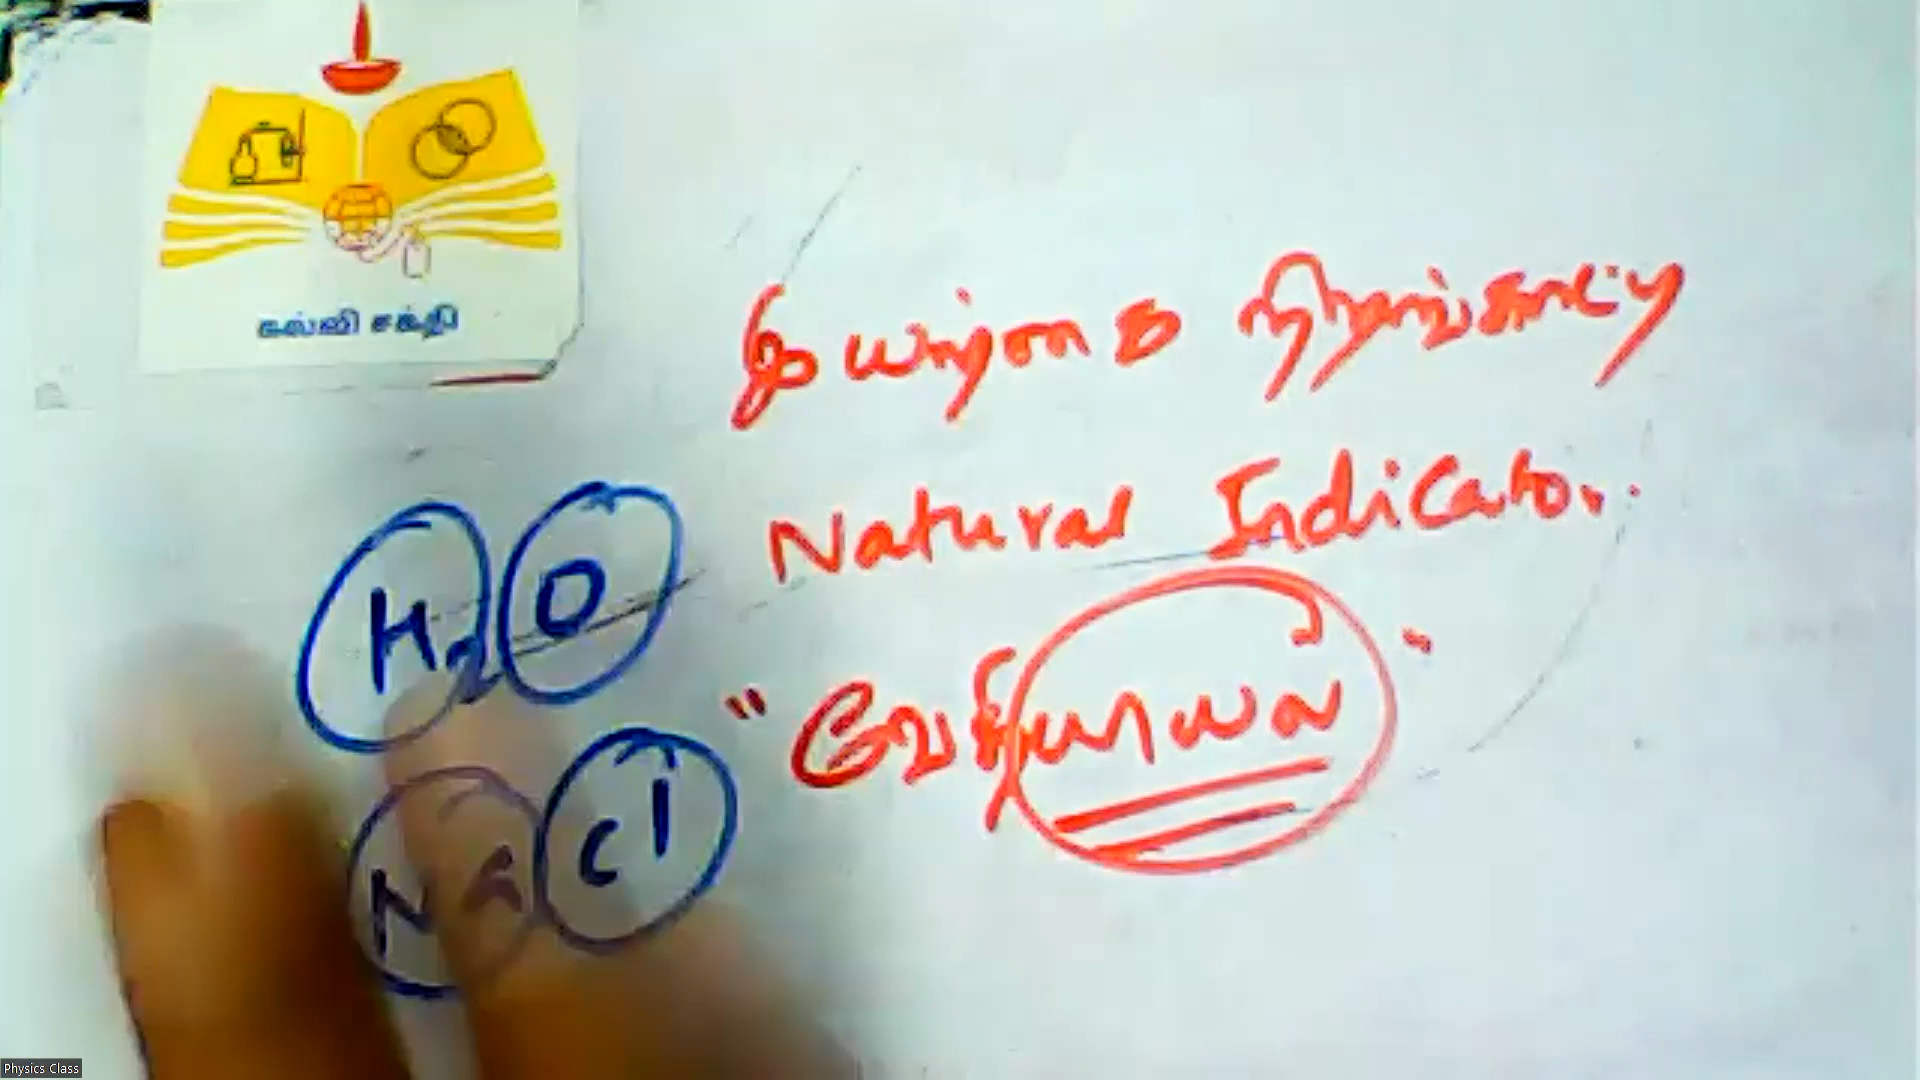 கல்வி சக்தி
இயற்கை நிறங்காட்டி
Natural Indicator.
H2O
"வேதியியல்"
NaCl
Physics Class